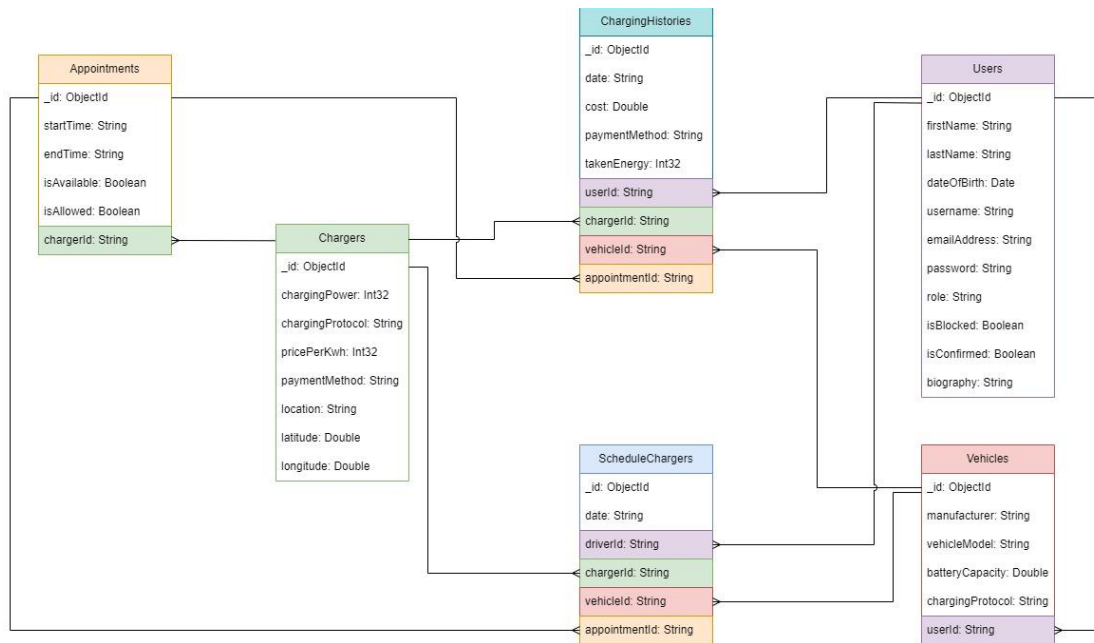 ChargingHistories
_id: ObjectId
date: String
cost: Double
paymentMethod: String
takenEnergy: Int32
userId: String
chargerId: String
vehicleId: String
appointmentId: String
Appointments
_id: ObjectId
startTime: String
endTime: String
isAvailable: Boolean
isAllowed: Boolean
chargerId: String
Users
_id: ObjectId
firstName: String
lastName: String
dateOfBirth: Date
username: String
emailAddress: String
password: String
role: String
isBlocked: Boolean
isConfirmed: Boolean
biography: String
Chargers
_id: ObjectId
chargingPower: Int32
chargingProtocol: String
pricePerKwh: Int32
paymentMethod: String
location: String
latitude: Double
longitude: Double
ScheduleChargers
_id: ObjectId
date: String
driverId: String
chargerId: String
vehicleId: String
appointmentId: String
Vehicles
_id: ObjectId
manufacturer: String
vehicleModel: String
batteryCapacity: Double
chargingProtocol: String
userId: String